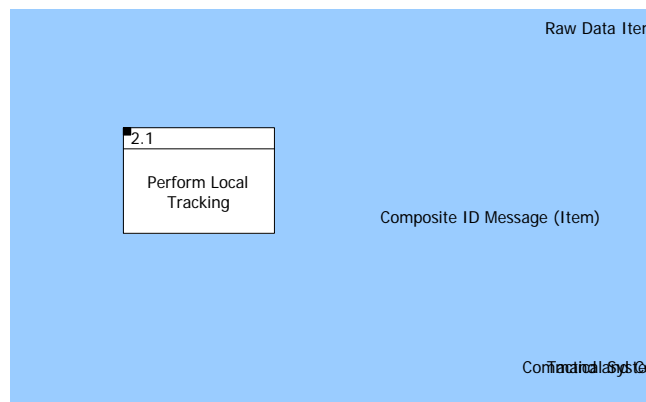 Raw Data Iter
2.1
Perform Local
Tracking
Composite ID Message (Item)